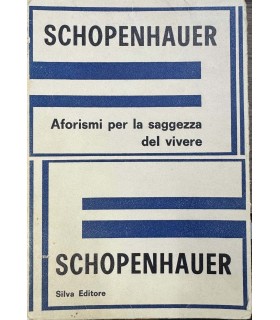 SCHOPENHAUER
Aforismi per la saggezza
del vivere
SCHOPENHAUER
Silva Editore